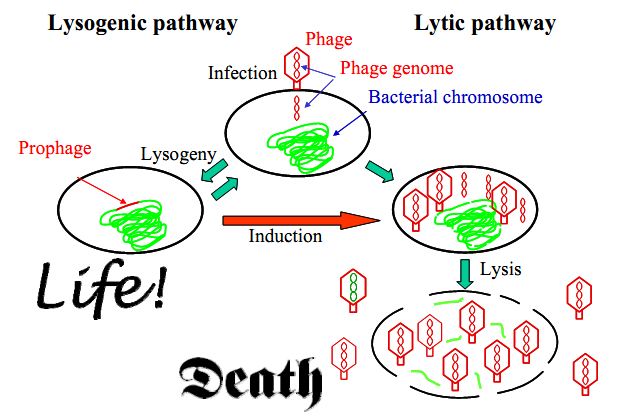 Lysogenic pathway
Lytic pathway
Phage
Infection
Phage genome
Bacterial chromosome
Prophage
Lysogeny
Induction
Life!
Lysis
Death